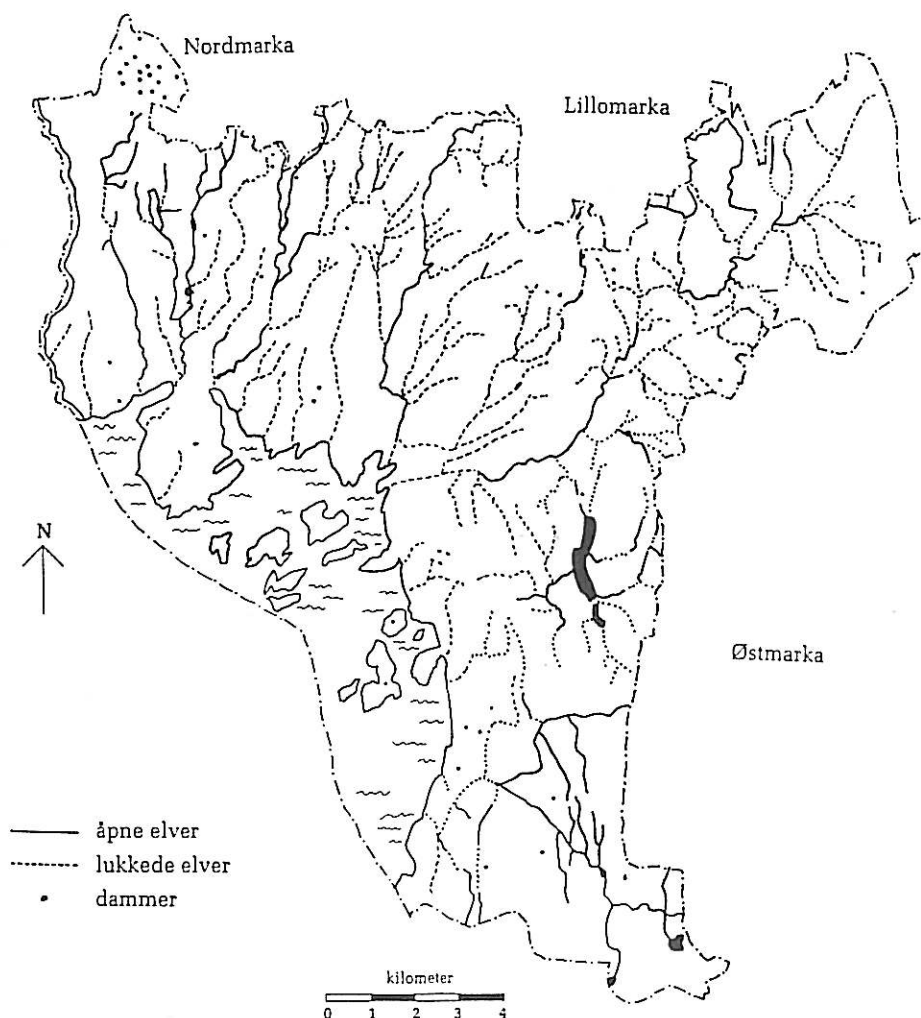 Nordmarka
Lillomarka
N
Østmarka
åpne elver
lukkede elver
dammer
kilometer
0 1 2 3 4